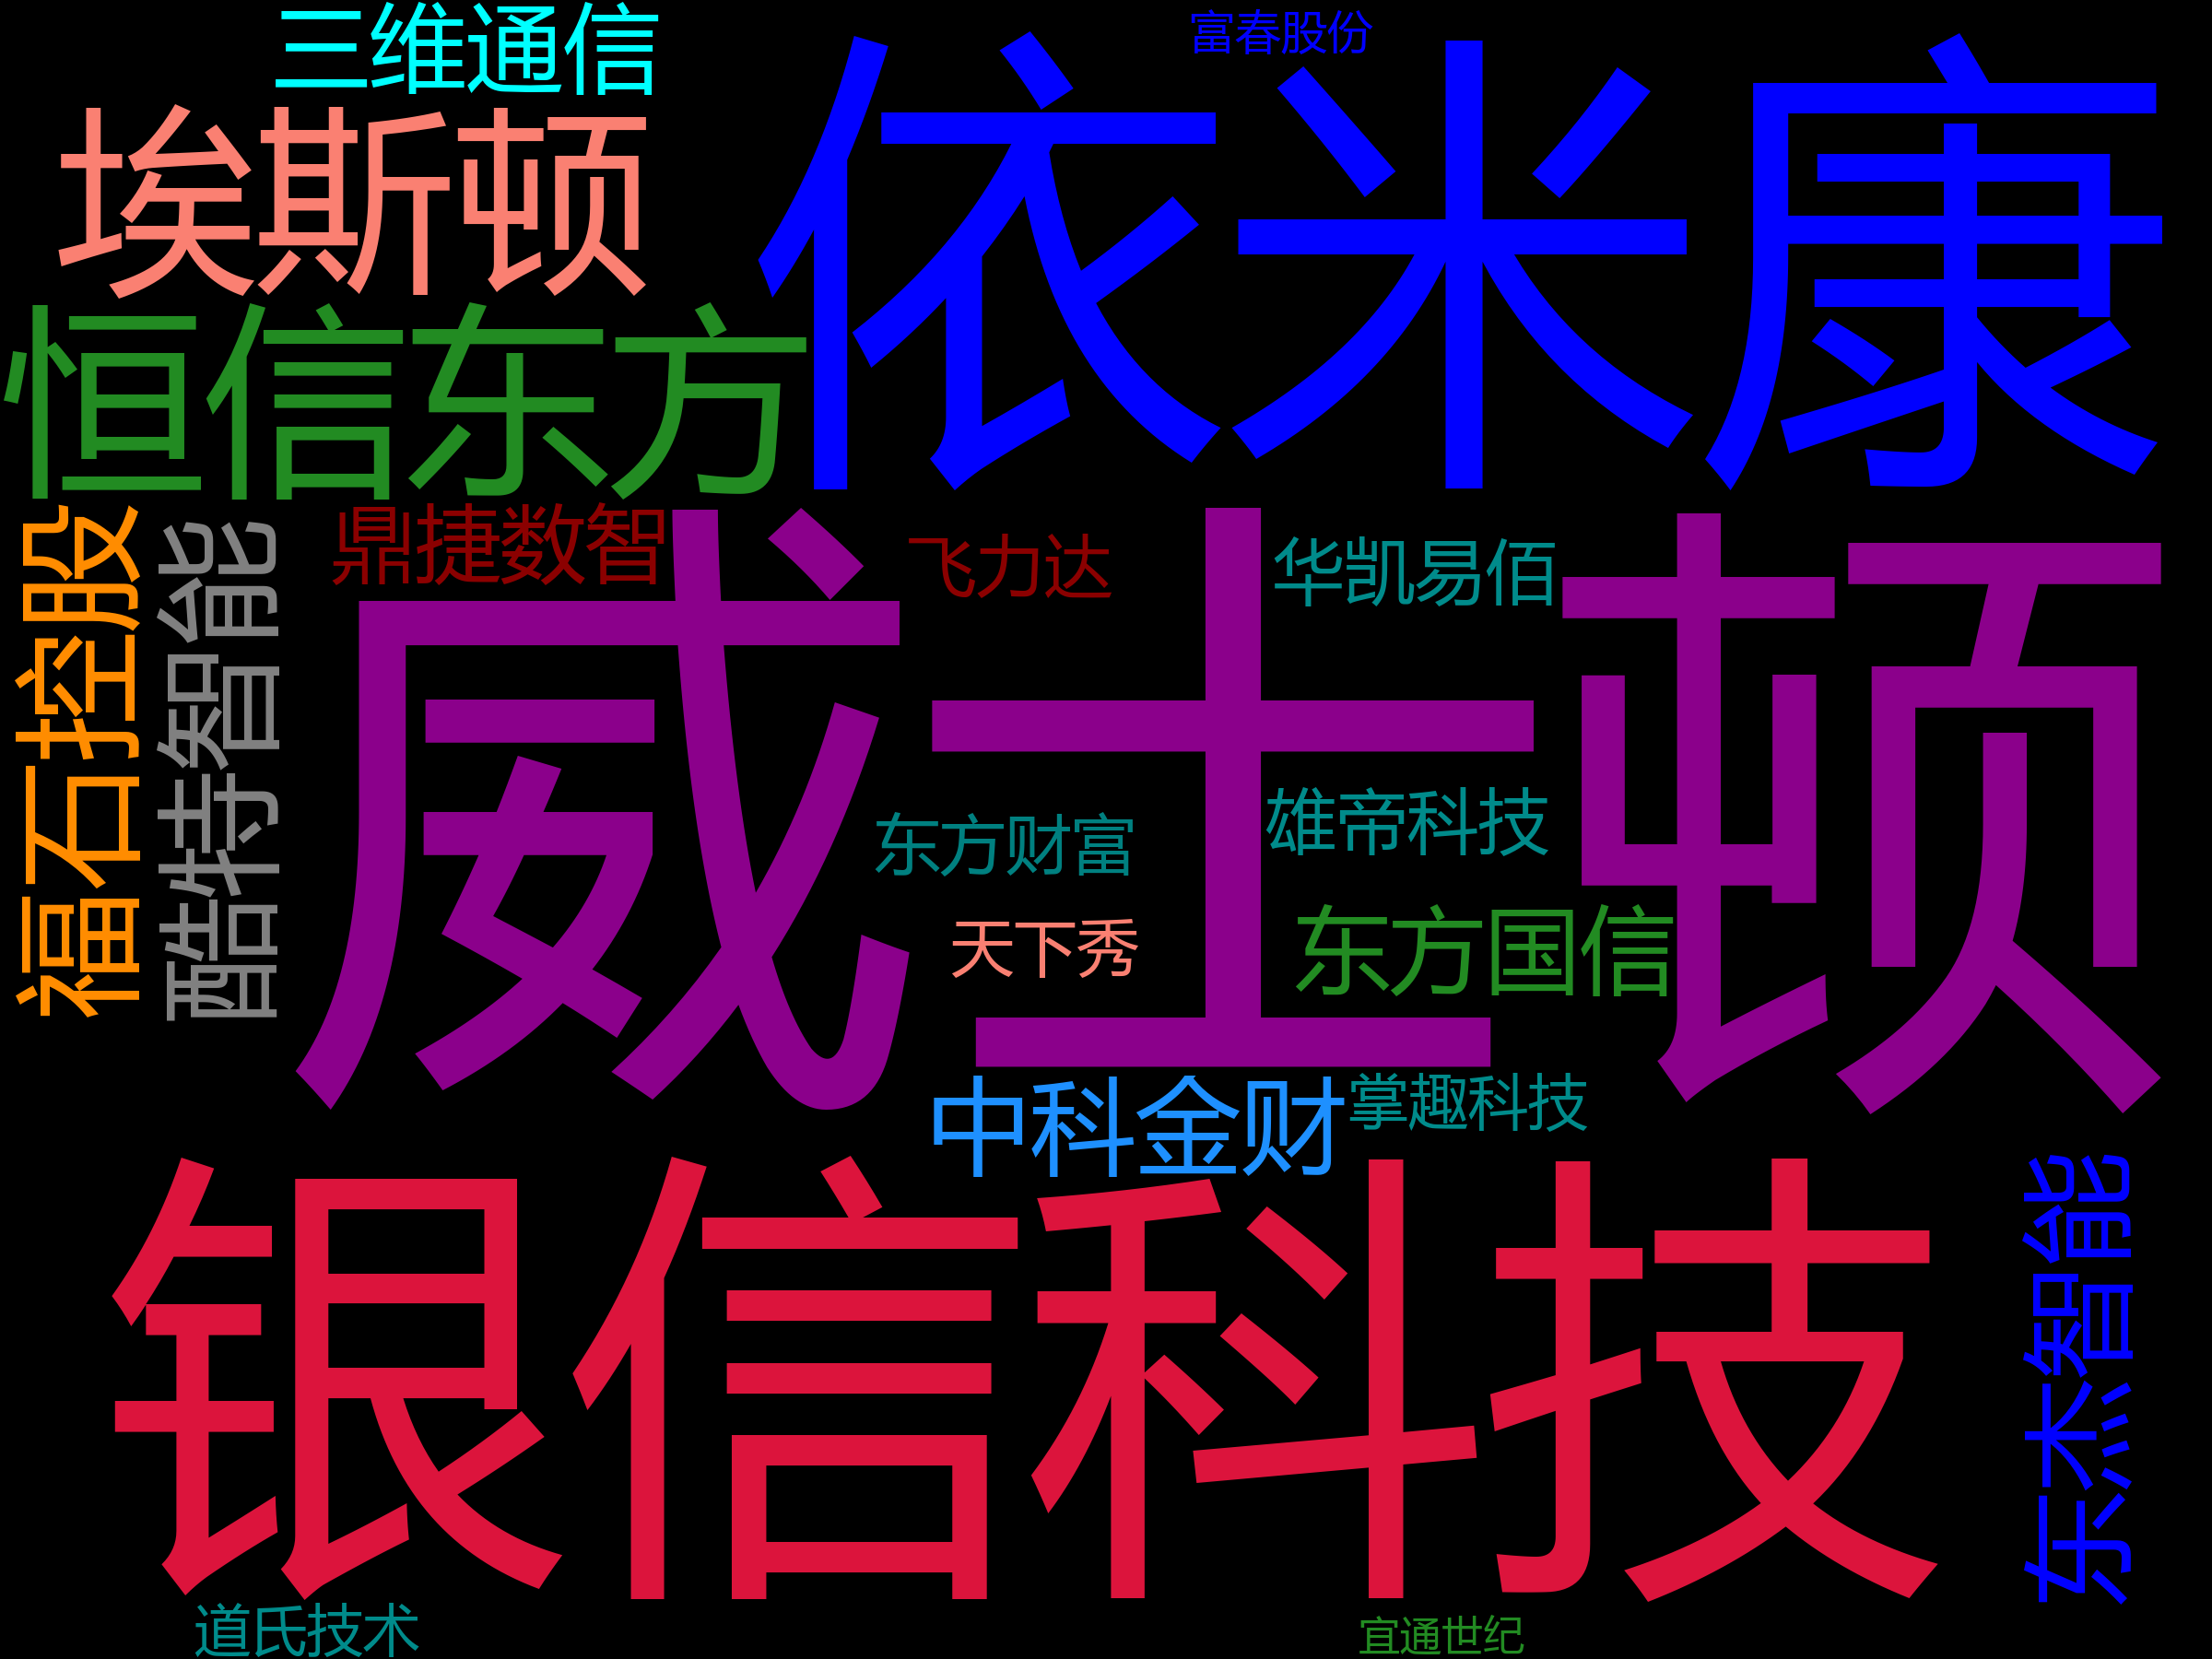 三维通信
富春股份
埃斯顿
依米康
恒信东方
鼎捷数智
飞力达
华凯易佰
福石控股
酷特智能
威士顿
东方财富
维帝科技
天下秀
东方国信
中科金财
掌趣科技
银信科技
东杰智能
道氏技术
宜通世纪